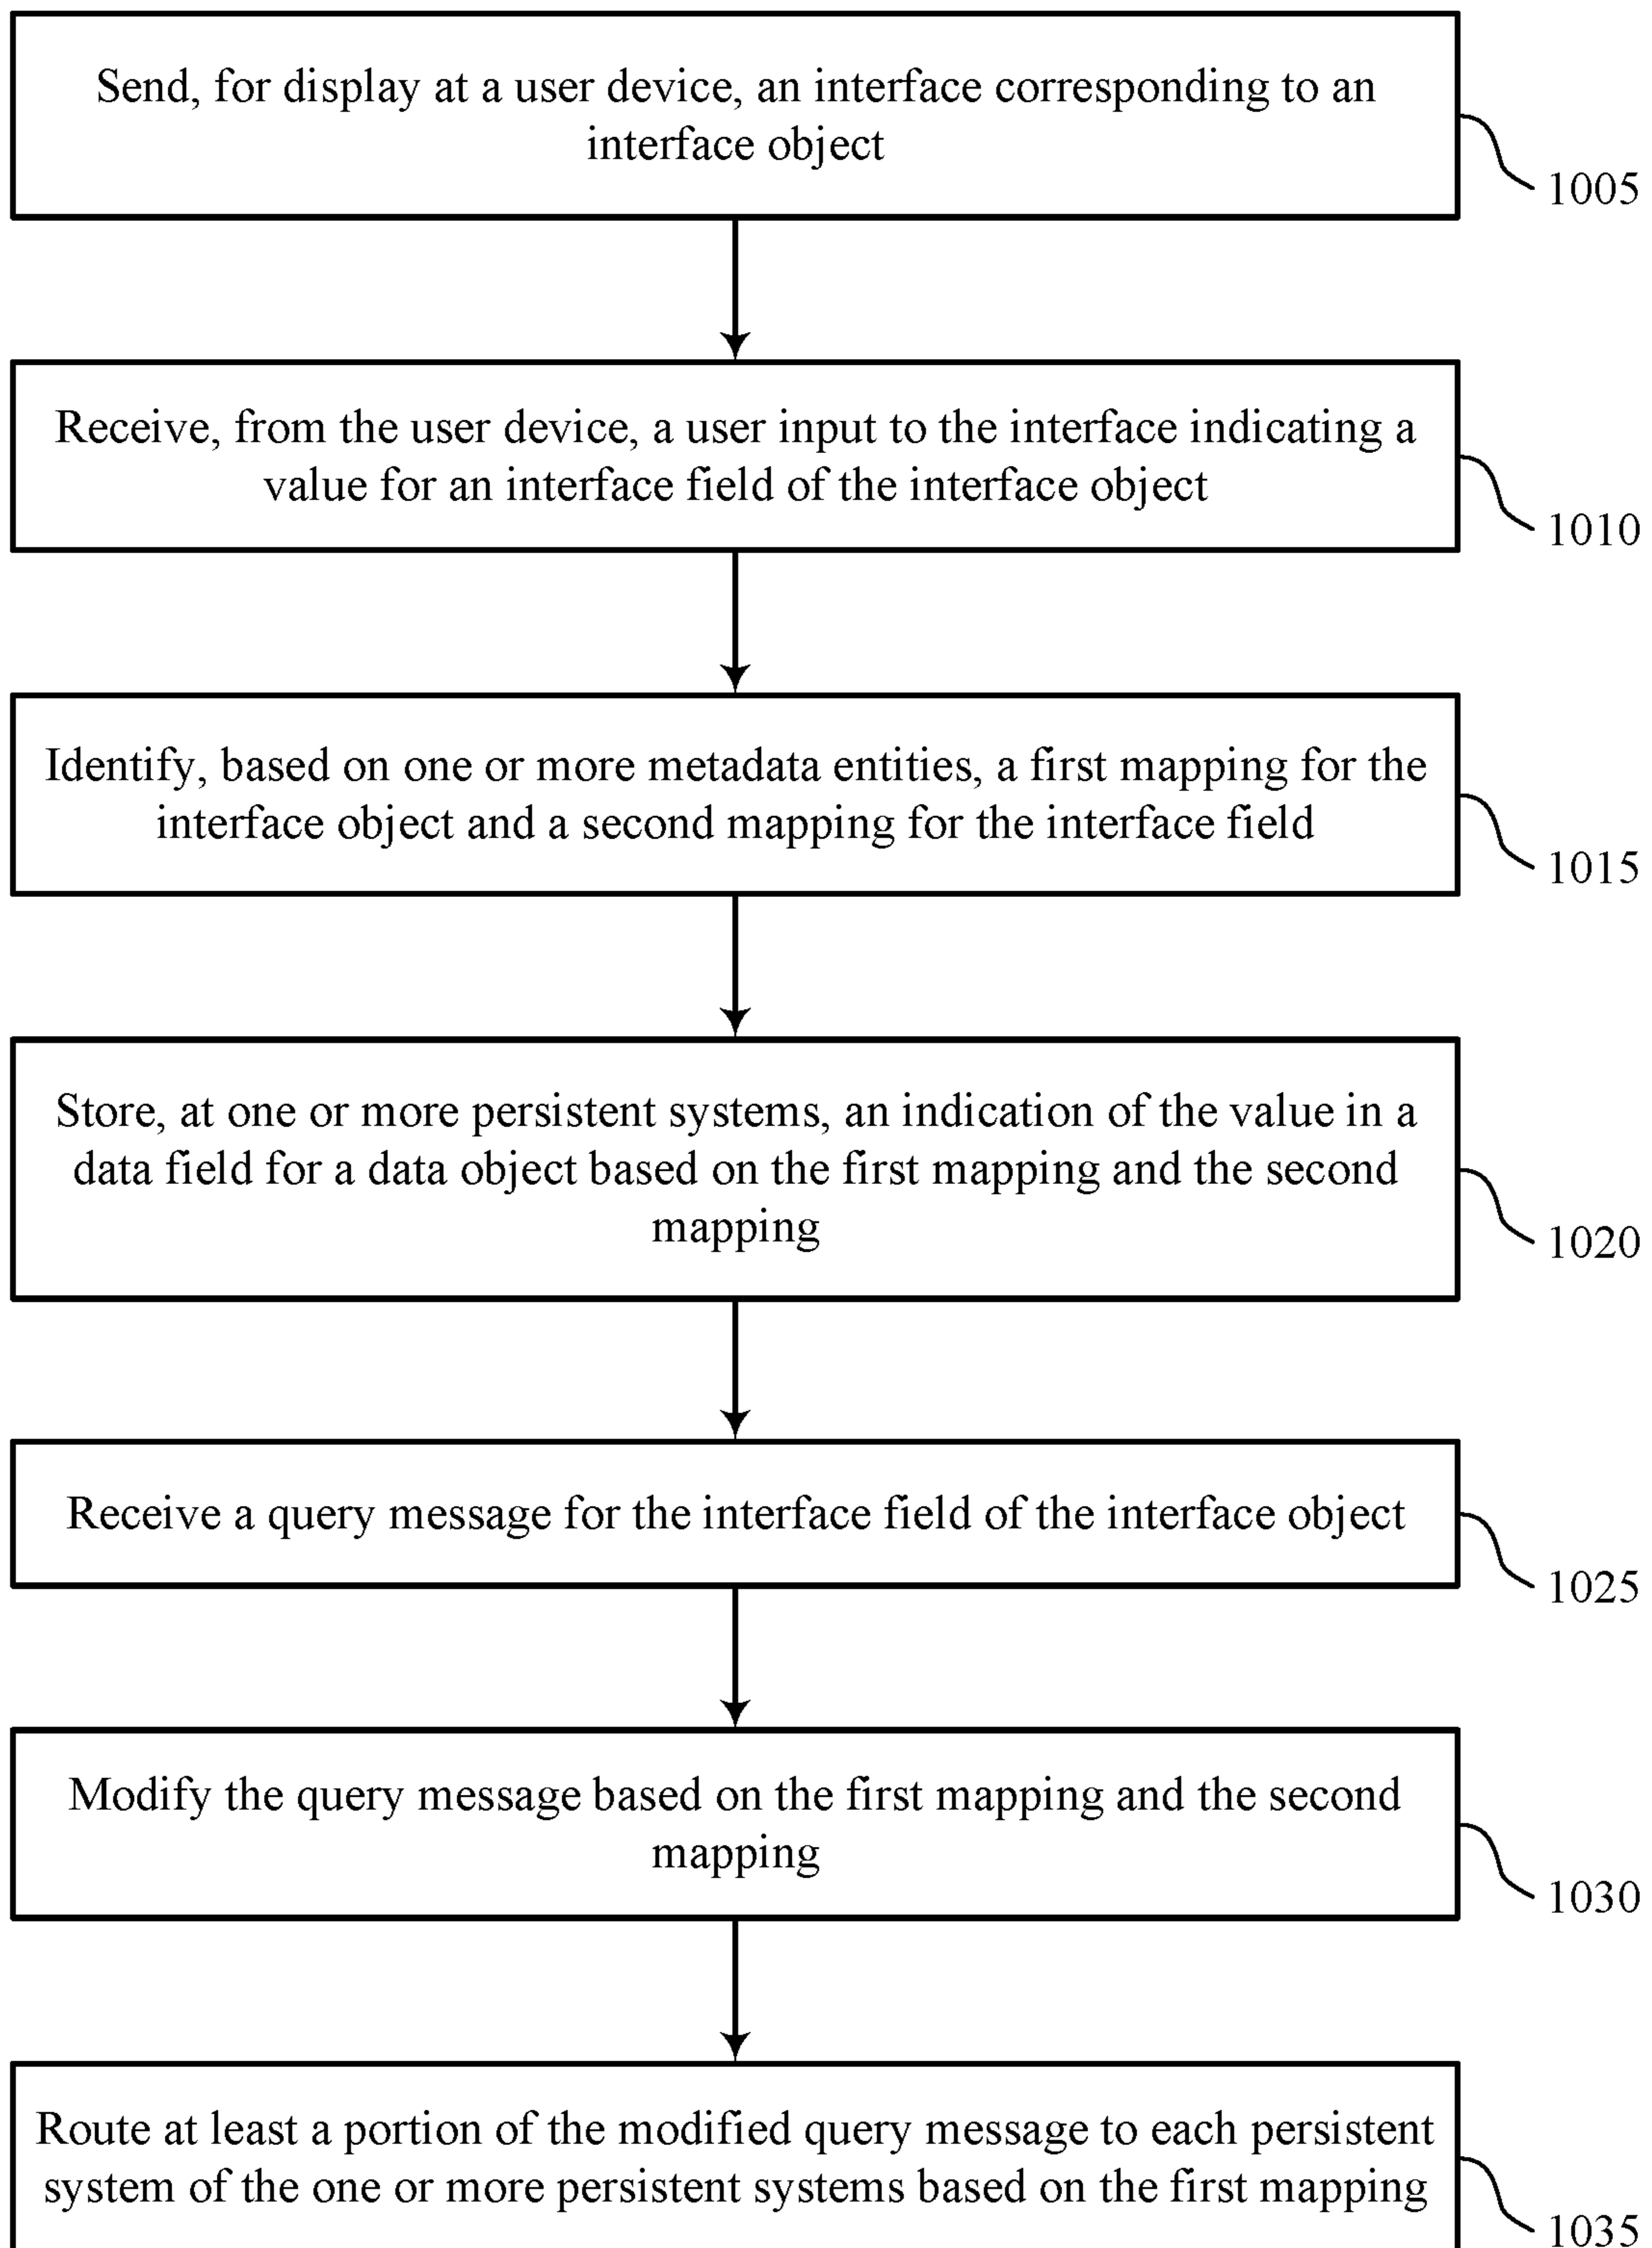 Send, for display at a user device, an interface corresponding to an
interface object
1005
Receive, from the user device, a user input to the interface indicating a
value for an interface field of the interface object
1010
Identify, based on one or more metadata entities, a first mapping for the
interface object and a second mapping for the interface field
1015
Store, at one or more persistent systems, an indication of the value in a
data field for a data object based on the first mapping and the second
mapping
1020
Receive a query message for the interface field of the interface object
1025
Modify the query message based on the first mapping and the second
mapping
1030
Route at least a portion of the modified query message to each persistent
system of the one or more persistent systems based on the first mapping
1035